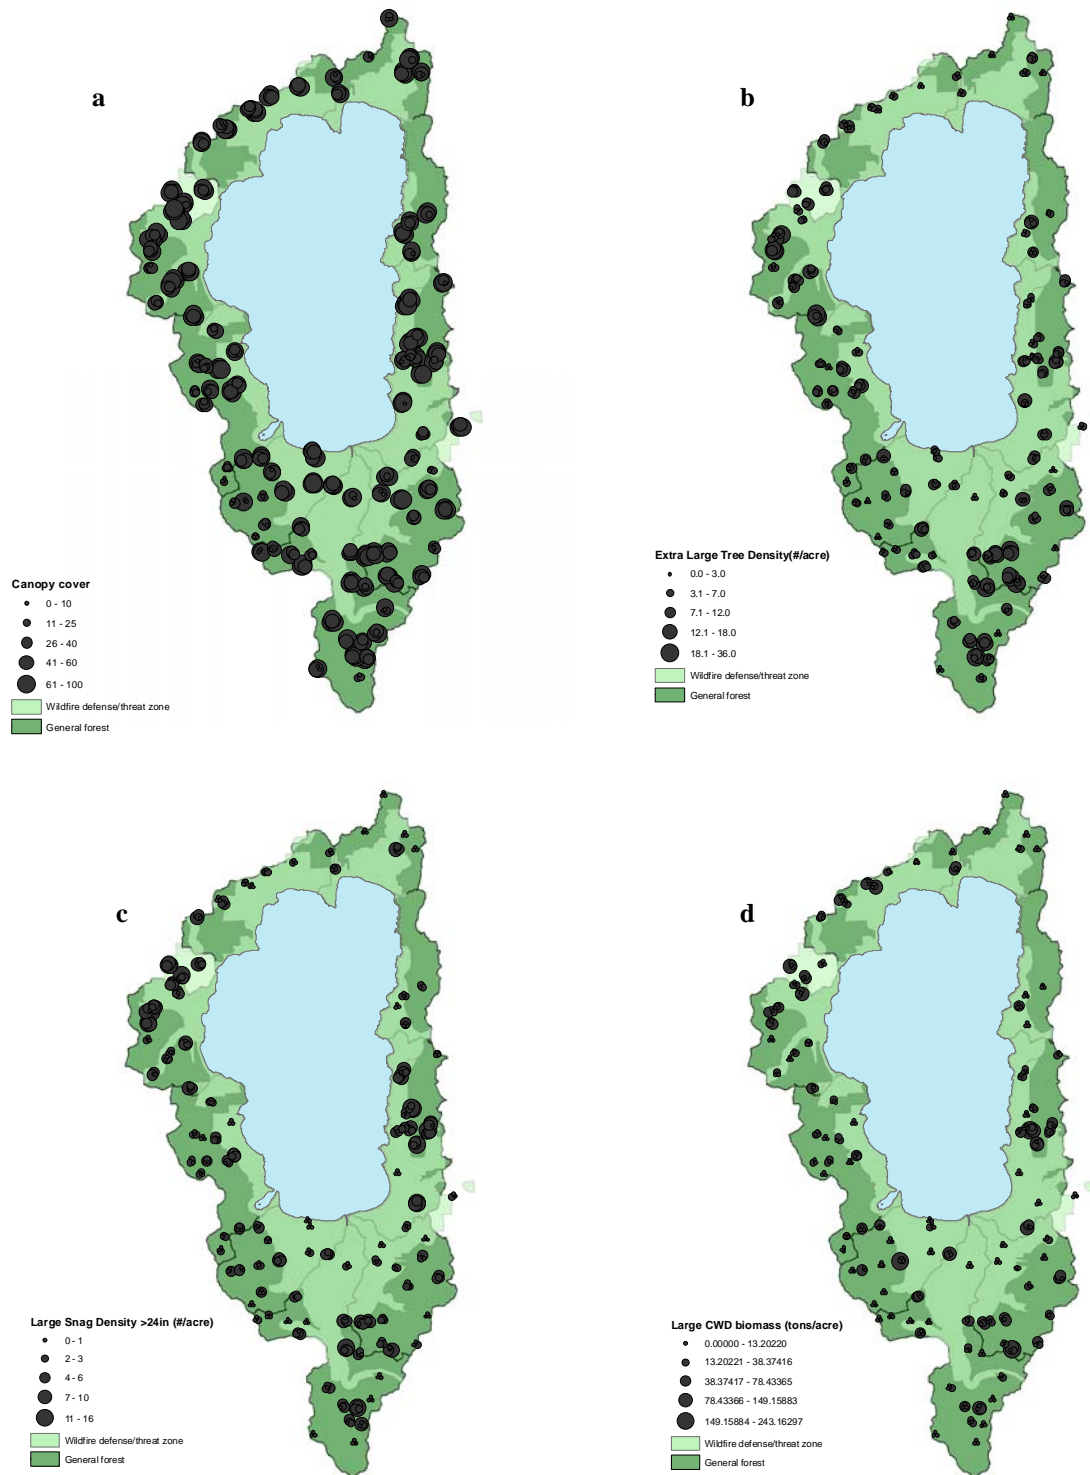 a
Canopy cover
0 - 10
11 - 25
26 - 40
41 - 60
61 - 100
Wildfire defense/threat zone
General forest
b
Extra Large Tree Density(#/acre)
0.0 - 3.0
3.1 - 7.0
7.1 - 12.0
12.1 - 18.0
18.1 - 36.0
Wildfire defense/threat zone
General forest
c
Large Snag Density >24in (#/acre)
0 - 1
2 - 3
4 - 6
7 - 10
11 - 16
Wildfire defense/threat zone
General forest
d
Large CWD biomass (tons/acre)
0.00000 - 13.20220
13.20221 - 38.37416
38.37417 - 78.43365
78.43366 - 149.15883
149.15884 - 243.16297
Wildfire defense/threat zone
General forest